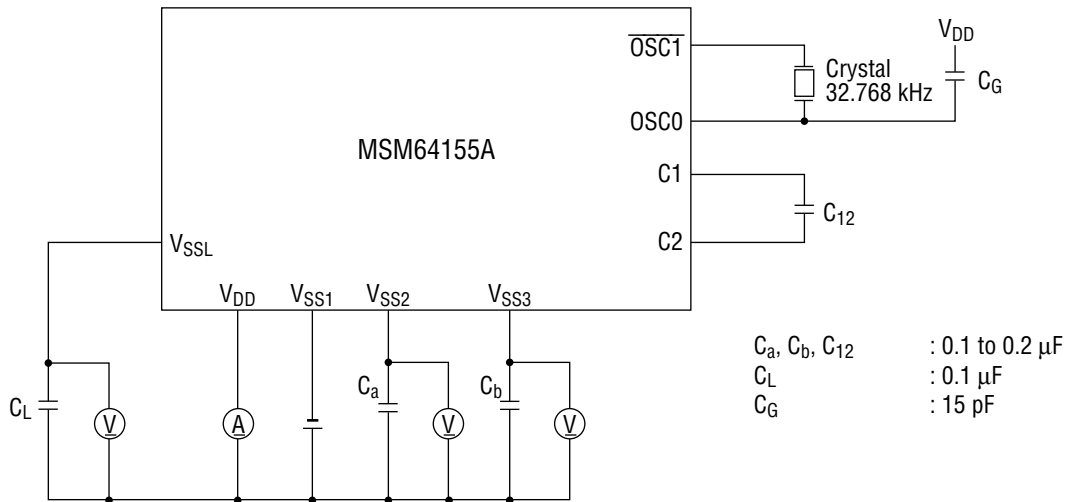 OSC1
VDD
Crystal
32.768 kHz
CG
OSC0
MSM64155A
C1
C12
C2
VSSL
VDD
VSS1
VSS2
VSS3
Ca, Cb, C12 : 0.1 to 0.2 μF
CL : 0.1 μF
CG : 15 pF
Ca
Cb
CL
V
A
V
V